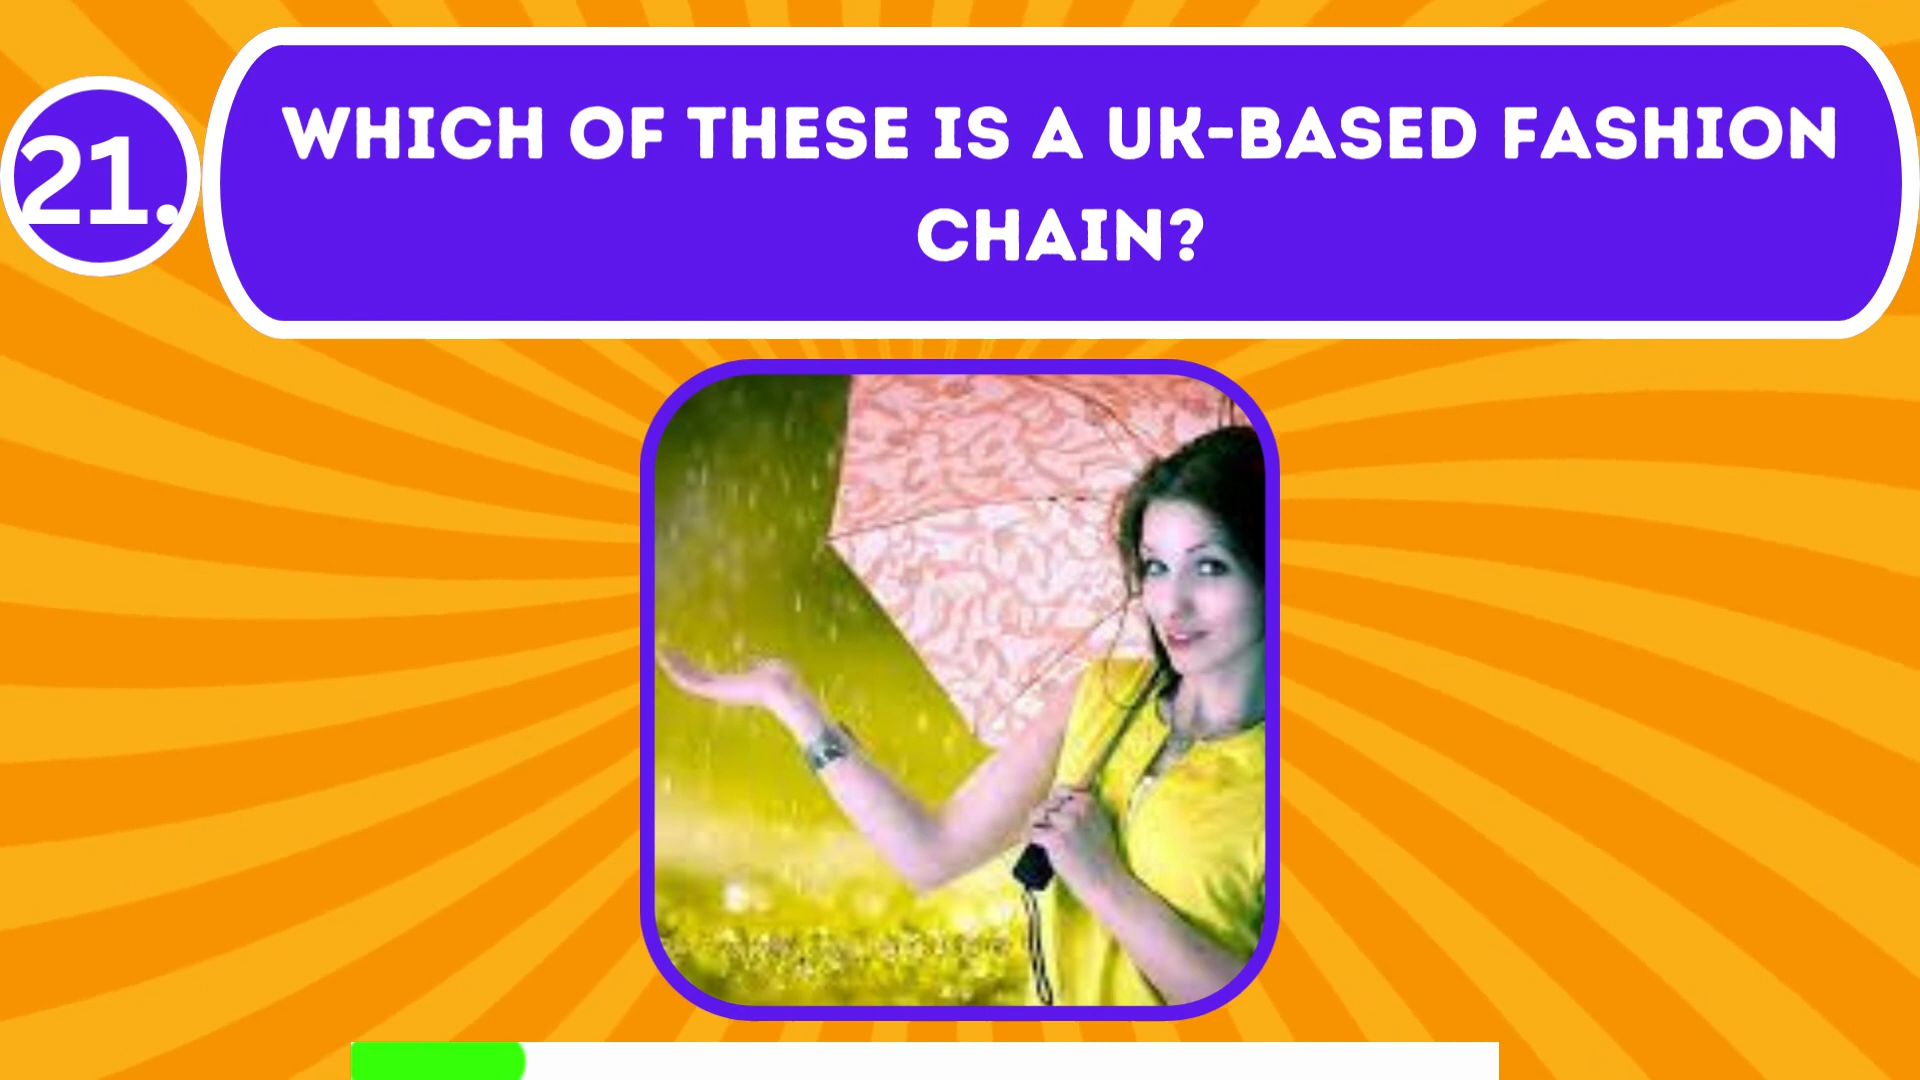 21.
WHICH OF THESE IS A UK-BASED FASHION
CHAIN?